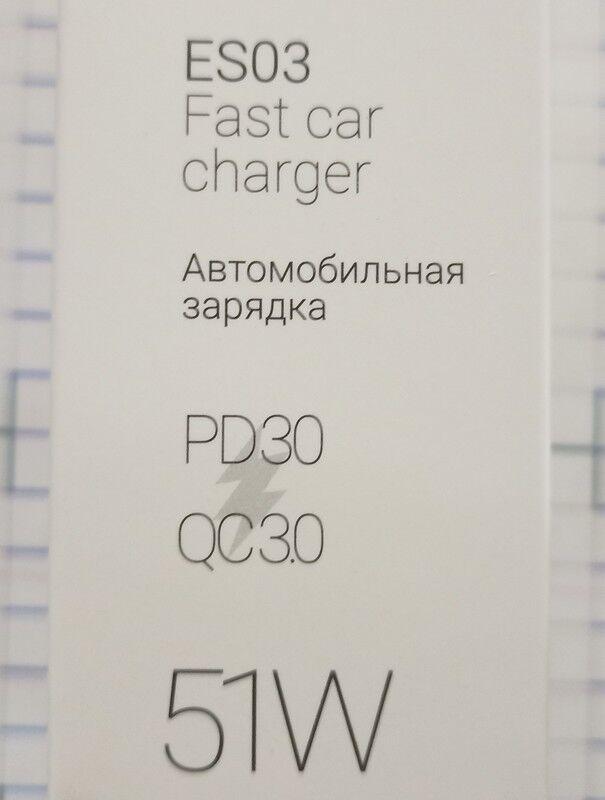 ES03
Fast car
charger
Автомобильная
зарядка
PD30
QC3.0
51W